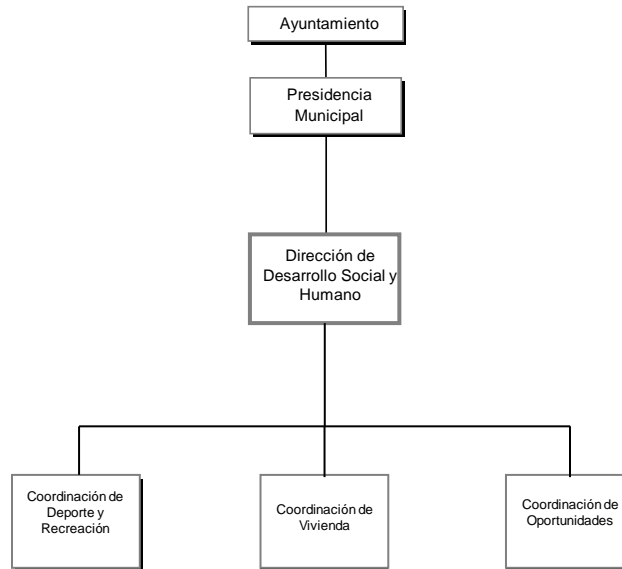 Ayuntamiento
Presidencia
Municipal
Dirección de
Desarrollo Social y
Humano
Coordinación de
Deporte y
Recreación
Coordinación de
Vivienda
Coordinación de
Oportunidades